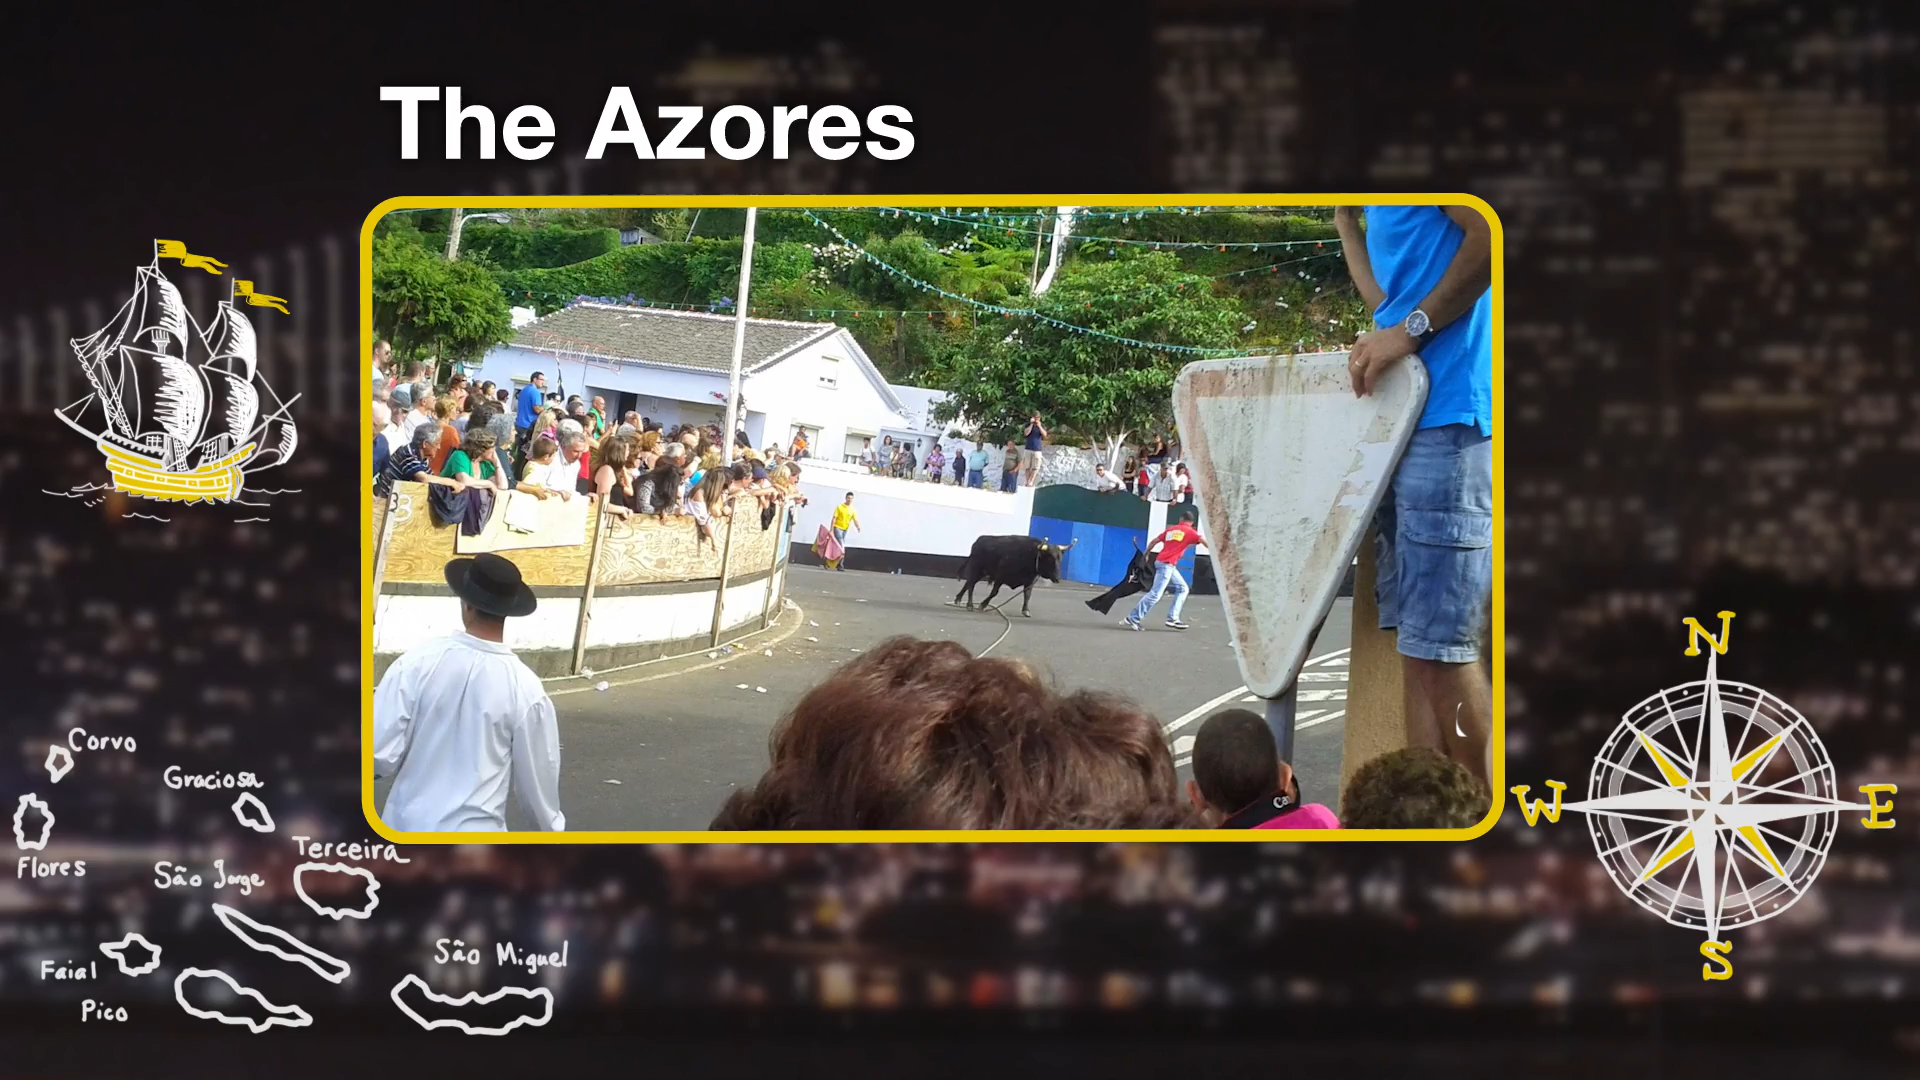 The Azores
N
W
E
S
Corvo
Graciosa
Flores
Terceira
São Jorge
São Miguel
Faial
Pico